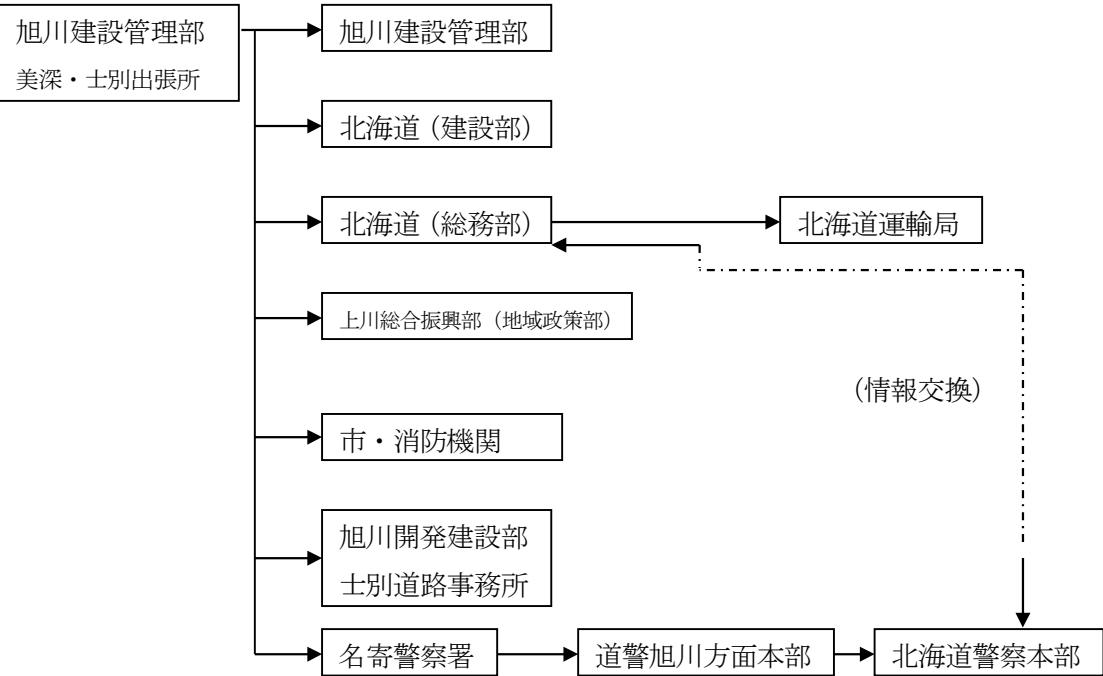 旭川建設管理部
美深・士別出張所
旭川建設管理部
北海道（建設部）
北海道（総務部）
北海道運輸局
上川総合振興部（地域政策部）
（情報交換）
市・消防機関
旭川開発建設部
士別道路事務所
名寄警察署
道警旭川方面本部
北海道警察本部